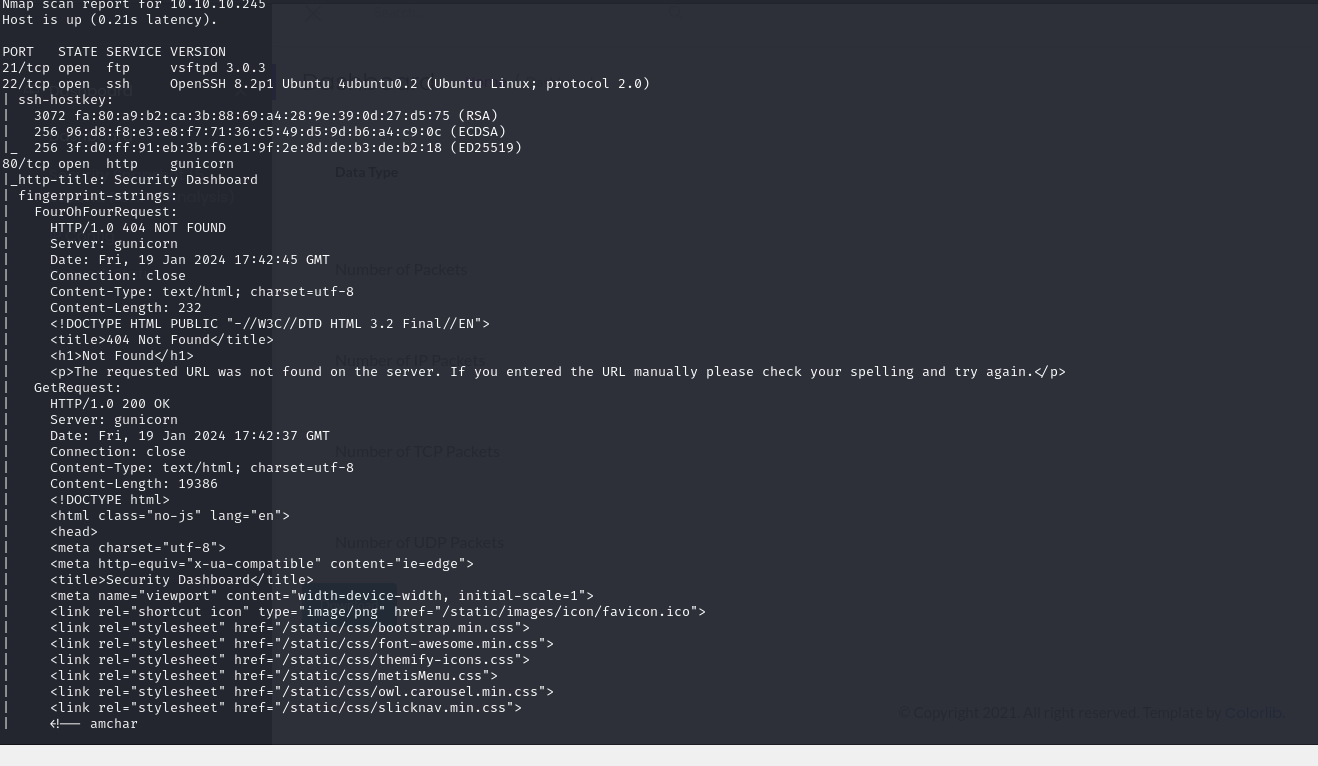 Nmap scan report for 10.10.10.245
Host is up (0.21s latency).
PORT   STATE SERVICE VERSION
21/tcp open  ftp     vsftpd 3.0.3
22/tcp open  ssh     OpenSSH 8.2p1 Ubuntu 4ubuntu0.2 (Ubuntu Linux; protocol 2.0)
| ssh-hostkey:
|   3072 fa:80:a9:b2:ca:3b:88:69:a4:28:9e:39:0d:27:d5:75 (RSA)
|   256 96:d8:f8:e3:e8:f7:71:36:c5:49:d5:9d:b6:a4:c9:0c (ECDSA)
|_  256 3f:d0:ff:91:eb:3b:f6:e1:9f:2e:8d:de:b3:de:b2:18 (ED25519)
80/tcp open  http    gunicorn
Data Type
|_http-title: Security Dashboard
| fingerprint-strings:
|   FourOhFourRequest:
|     HTTP/1.0 404 NOT FOUND
|     Server: gunicorn
|     Date: Fri, 19 Jan 2024 17:42:45 GMT
Number of Packets
|     Connection: close
|     Content-Type: text/html; charset=utf-8
|     Content-Length: 232
|     <!DOCTYPE HTML PUBLIC "-//W3C//DTD HTML 3.2 Final//EN">
|     <title>404 Not Found</title>
|     <h1>Not Found</h1>
Number of IP Packets
|     <p>The requested URL was not found on the server. If you entered the URL manually please check your spelling and try again.</p>
|   GetRequest:
|     HTTP/1.0 200 OK
|     Server: gunicorn
|     Date: Fri, 19 Jan 2024 17:42:37 GMT
|     Connection: close
Number of TCP Packets
|     Content-Type: text/html; charset=utf-8
|     Content-Length: 19386
|     <!DOCTYPE html>
|     <html class="no-js" lang="en">
|     <head>
Number of UDP Packets
|     <meta charset="utf-8">
|     <meta http-equiv="x-ua-compatible" content="ie=edge">
|     <title>Security Dashboard</title>
|     <meta name="viewport" content="width=device-width, initial-scale=1">
|     <link rel="shortcut icon" type="image/png" href="/static/images/icon/favicon.ico">
|     <link rel="stylesheet" href="/static/css/bootstrap.min.css">
|     <link rel="stylesheet" href="/static/css/font-awesome.min.css">
|     <link rel="stylesheet" href="/static/css/themify-icons.css">
|     <link rel="stylesheet" href="/static/css/metisMenu.css">
|     <link rel="stylesheet" href="/static/css/owl.carousel.min.css">
|     <link rel="stylesheet" href="/static/css/slicknav.min.css">
© Copyright 2021. All right reserved. Template by Colorlib.
|     <!-- amchar